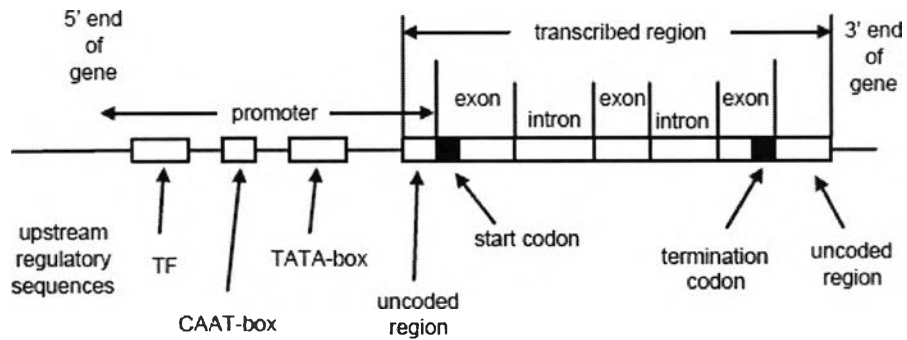 5' end
of
gene
transcribed region
3' end
of
gene
promoter
exon
intron
exon
intron
exon
upstream
regulatory
sequences
TF
CAAT-box
TATA-box
uncoded
region
start codon
termination
codon
uncoded
region